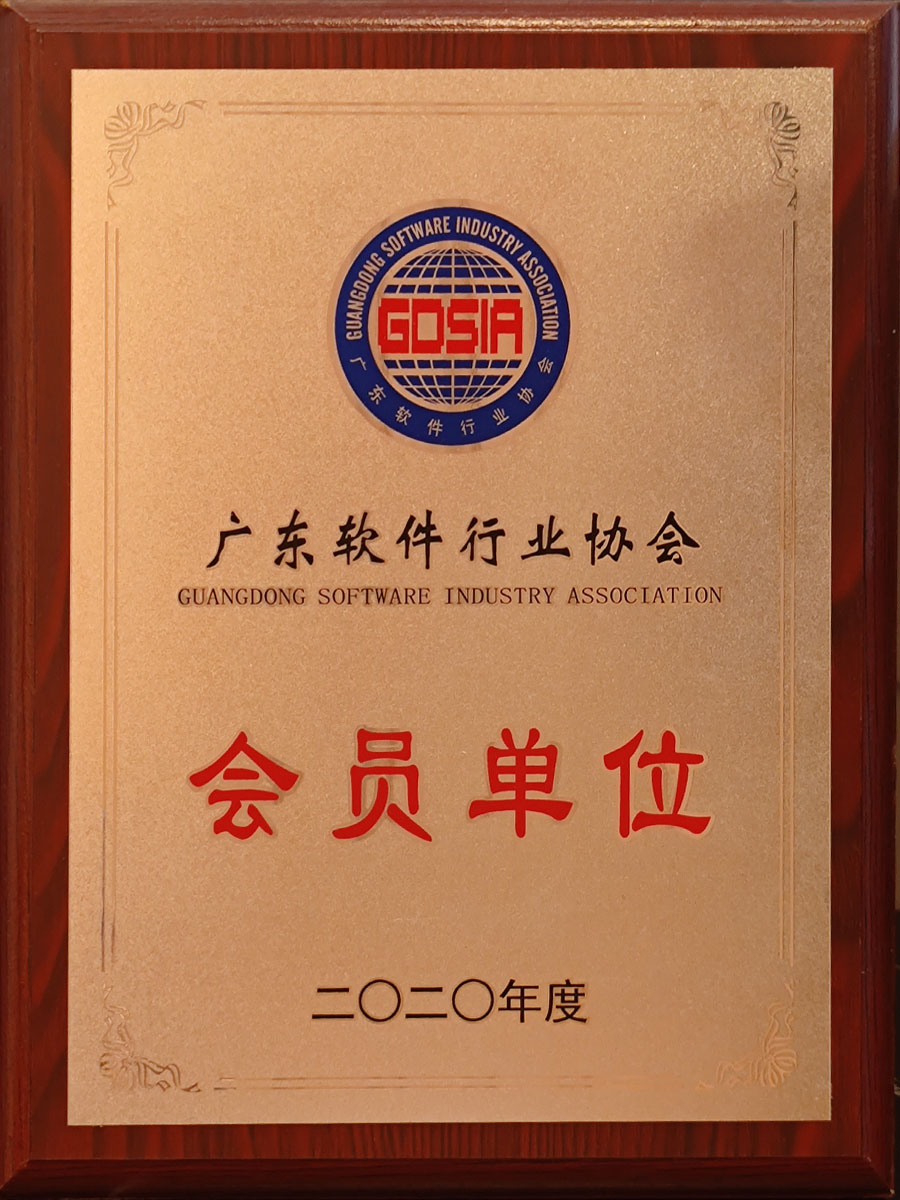 GUANGDONG SOFTWARE INDUSTRY ASSOCIATION
GDSIA
广东软件行业协会
广东软件行业协会
GUANGDONG SOFTWARE INDUSTRY ASSOCIATION
会员单位
二〇二〇年度